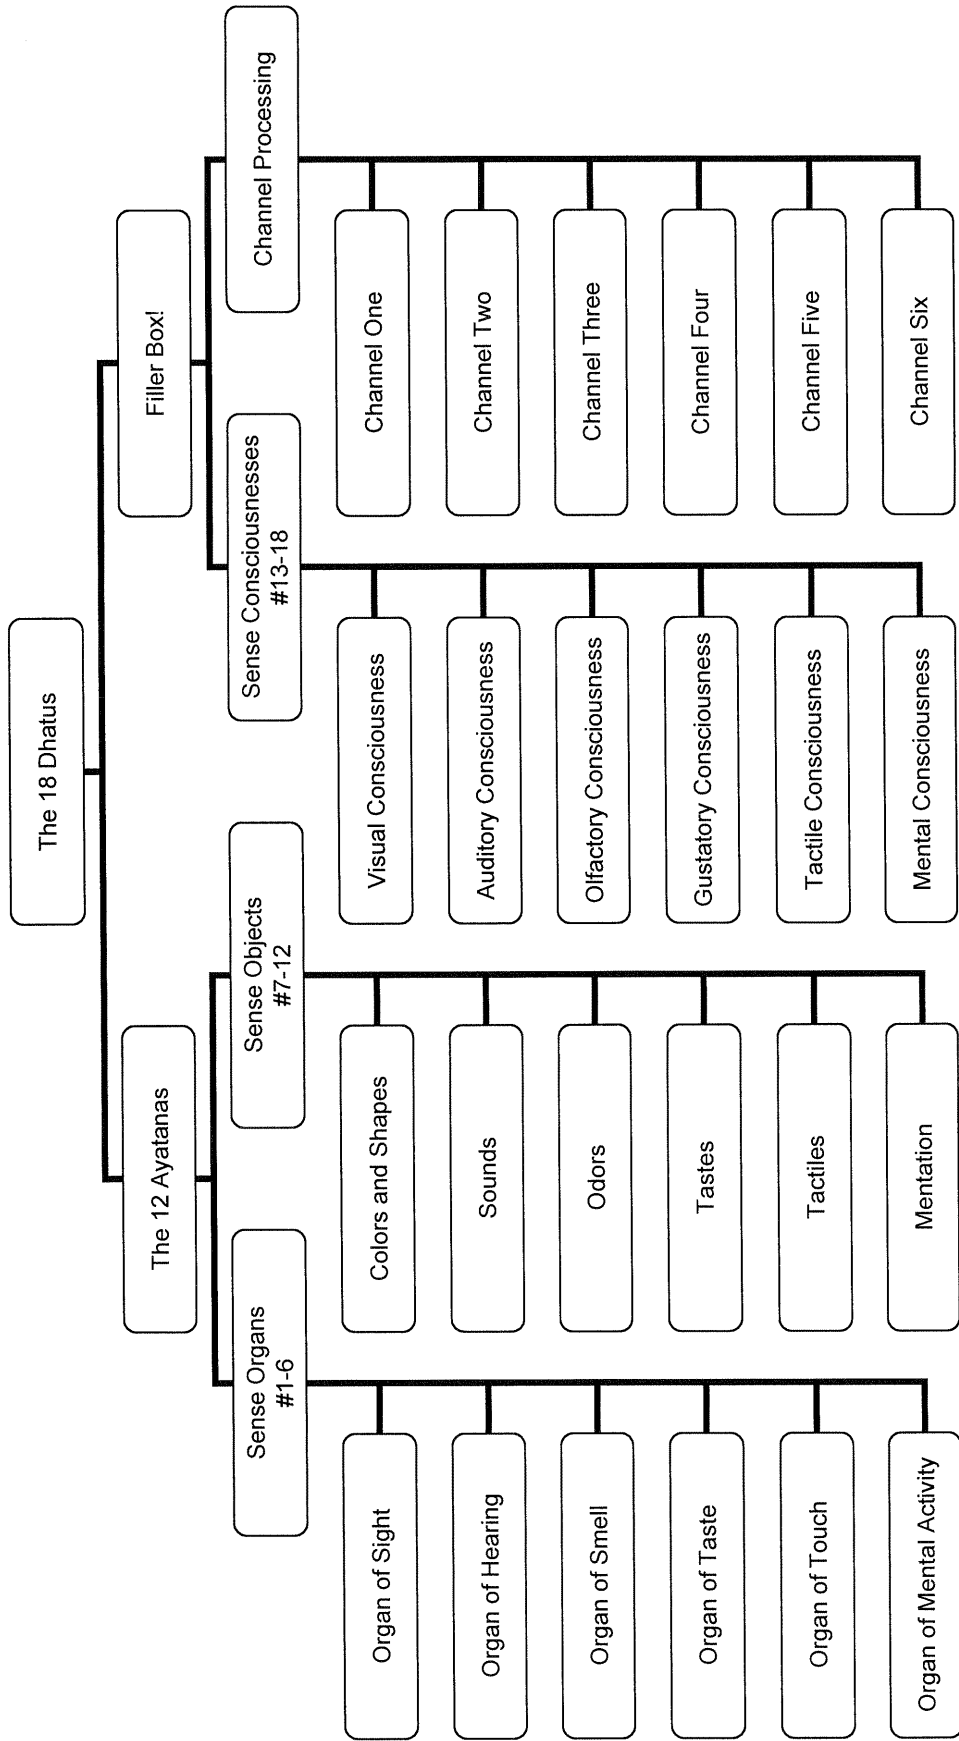 The 18 Dhatus
The 12 Ayatanas
Filler Box!
Sense Organs
#1-6
Sense Objects
#7-12
Sense Consciousnesses
#13-18
Channel Processing
Organ of Sight
Organ of Hearing
Organ of Smell
Organ of Taste
Organ of Touch
Organ of Mental Activity
Colors and Shapes
Sounds
Odors
Tastes
Tactiles
Mentation
Visual Consciousness
Auditory Consciousness
Olfactory Consciousness
Gustatory Consciousness
Tactile Consciousness
Mental Consciousness
Channel One
Channel Two
Channel Three
Channel Four
Channel Five
Channel Six